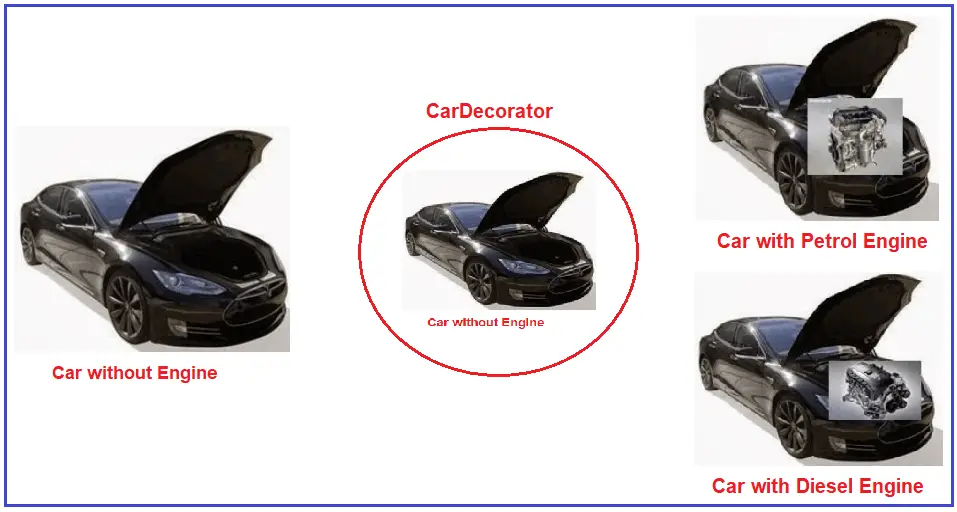 CarDecorator
Car without Engine
Car without Engine
Car with Petrol Engine
Car with Diesel Engine